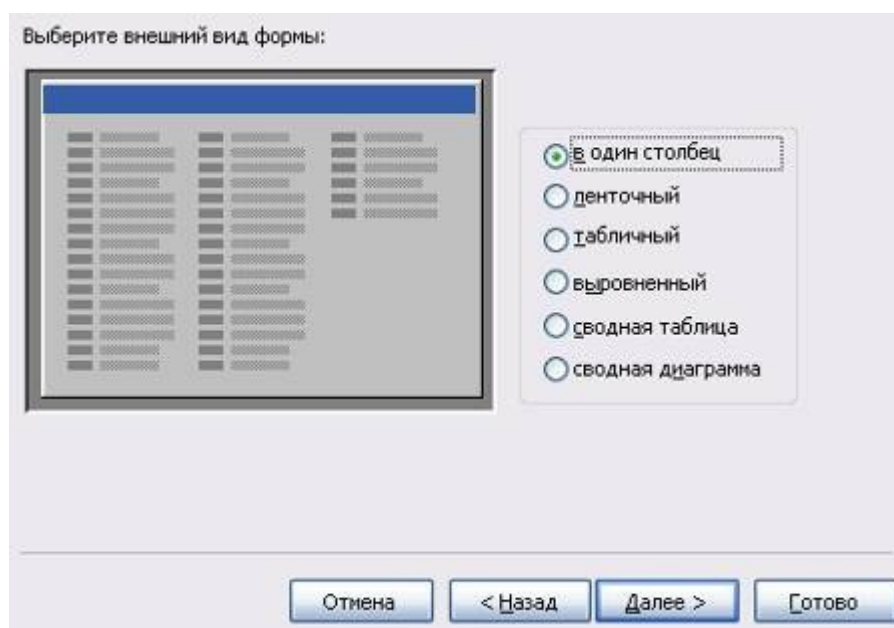 Выберите внешний вид формы:
в один столбец
ленточный
табличный
выровненный
сводная таблица
сводная диаграмма
Отмена
< Назад
Далее >
Готово